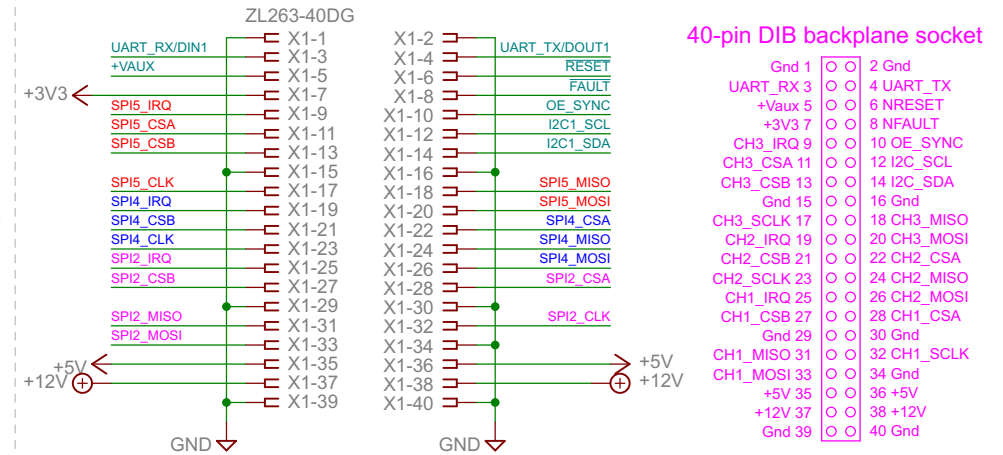 ZL263-40DG
X1-1
UART_RX/DIN1 X1-3
+VAUX X1-5
+3V3 X1-7
SPI5_IRQ X1-9
SPI5_CSA X1-11
SPI5_CSB X1-13
X1-15
SPI5_CLK X1-17
SPI4_IRQ X1-19
SPI4_CSB X1-21
SPI4_CLK X1-23
SPI2_IRQ X1-25
SPI2_CSB X1-27
X1-29
SPI2_MISO X1-31
SPI2_MOSI X1-33
+5V X1-35
+12V X1-37
X1-39
GND
X1-2
X1-4 UART_TX/DOUT1
X1-6 RESET
X1-8 FAULT
X1-10 OE_SYNC
X1-12 I2C1_SCL
X1-14 I2C1_SDA
X1-16
X1-18 SPI5_MISO
X1-20 SPI5_MOSI
X1-22 SPI4_CSA
X1-24 SPI4_MISO
X1-26 SPI4_MOSI
X1-28 SPI2_CSA
X1-30
X1-32 SPI2_CLK
X1-34
X1-36 +5V
X1-38 +12V
X1-40
GND
40-pin DIB backplane socket
Gnd 1 2 Gnd
UART_RX 3 4 UART_TX
+Vaux 5 6 NRESET
+3V3 7 8 NFAULT
CH3_IRQ 9 10 OE_SYNC
CH3_CSA 11 12 I2C_SCL
CH3_CSB 13 14 I2C_SDA
Gnd 15 16 Gnd
CH3_SCLK 17 18 CH3_MISO
CH2_IRQ 19 20 CH3_MOSI
CH2_CSB 21 22 CH2_CSA
CH2_SCLK 23 24 CH2_MISO
CH1_IRQ 25 26 CH2_MOSI
CH1_CSB 27 28 CH1_CSA
Gnd 29 30 Gnd
CH1_MISO 31 32 CH1_SCLK
CH1_MOSI 33 34 Gnd
+5V 35 36 +5V
+12V 37 38 +12V
Gnd 39 40 Gnd